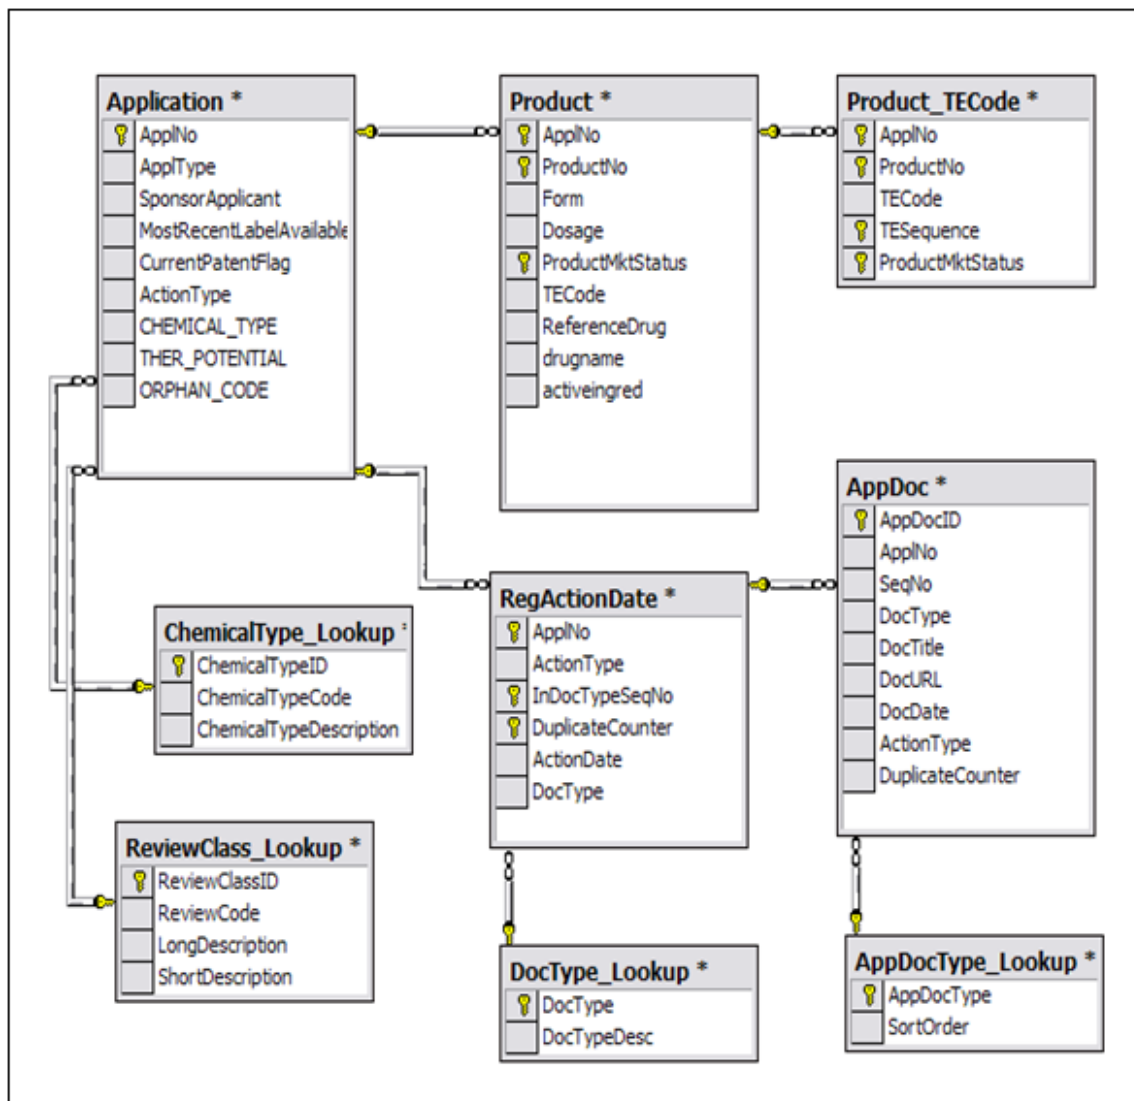 Application *
ApplNo
ApplType
SponsorApplicant
MostRecentLabelAvailable
CurrentPatentFlag
ActionType
CHEMICAL_TYPE
THER_POTENTIAL
ORPHAN_CODE
Product *
ApplNo
ProductNo
Form
Dosage
ProductMktStatus
TECode
ReferenceDrug
drugname
activeingred
Product_TECode *
ApplNo
ProductNo
TECode
TESequence
ProductMktStatus
AppDoc *
AppDocID
ApplNo
SeqNo
DocType
DocTitle
DocURL
DocDate
ActionType
DuplicateCounter
RegActionDate *
ApplNo
ActionType
InDocTypeSeqNo
DuplicateCounter
ActionDate
DocType
ChemicalType_Lookup *
ChemicalTypeID
ChemicalTypeCode
ChemicalTypeDescription
ReviewClass_Lookup *
ReviewClassID
ReviewCode
LongDescription
ShortDescription
DocType_Lookup *
DocType
DocTypeDesc
AppDocType_Lookup *
AppDocType
SortOrder